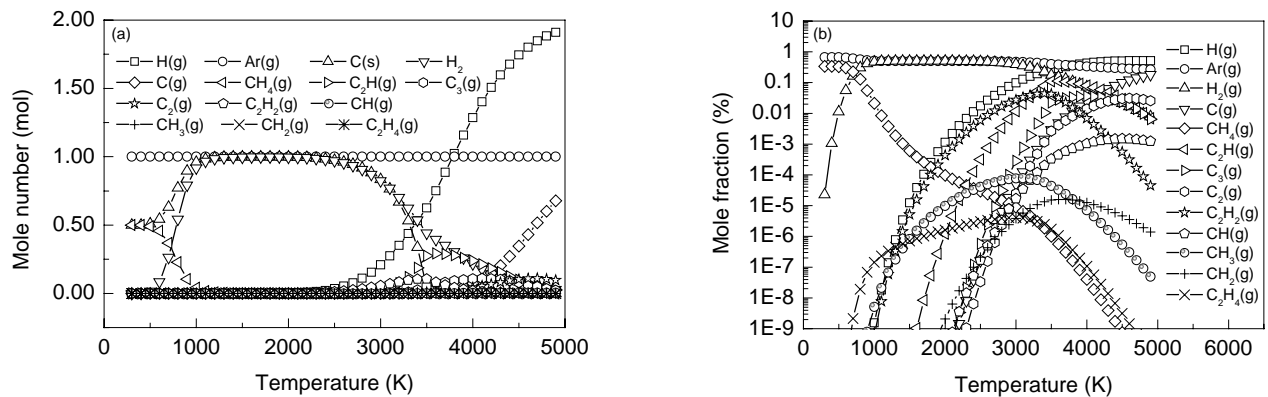 (a)
H(g) Ar(g) C(s) H₂
C(g) CH₄(g) C₂H(g) C₃(g)
C₂(g) C₂H₂(g) CH(g)
CH₃(g) CH₂(g) C₂H₄(g)
2.00
1.50
1.00
0.50
0.00
Mole number (mol)
0 1000 2000 3000 4000 5000
Temperature (K)
(b)
10
1
0.1
0.01
1E-3
1E-4
1E-5
1E-6
1E-7
1E-8
1E-9
Mole fraction (%)
H(g)
Ar(g)
H₂(g)
C(g)
CH₄(g)
C₂H(g)
C₃(g)
C₂(g)
C₂H₂(g)
CH(g)
CH₃(g)
CH₂(g)
C₂H₄(g)
0 1000 2000 3000 4000 5000 6000
Temperature (K)